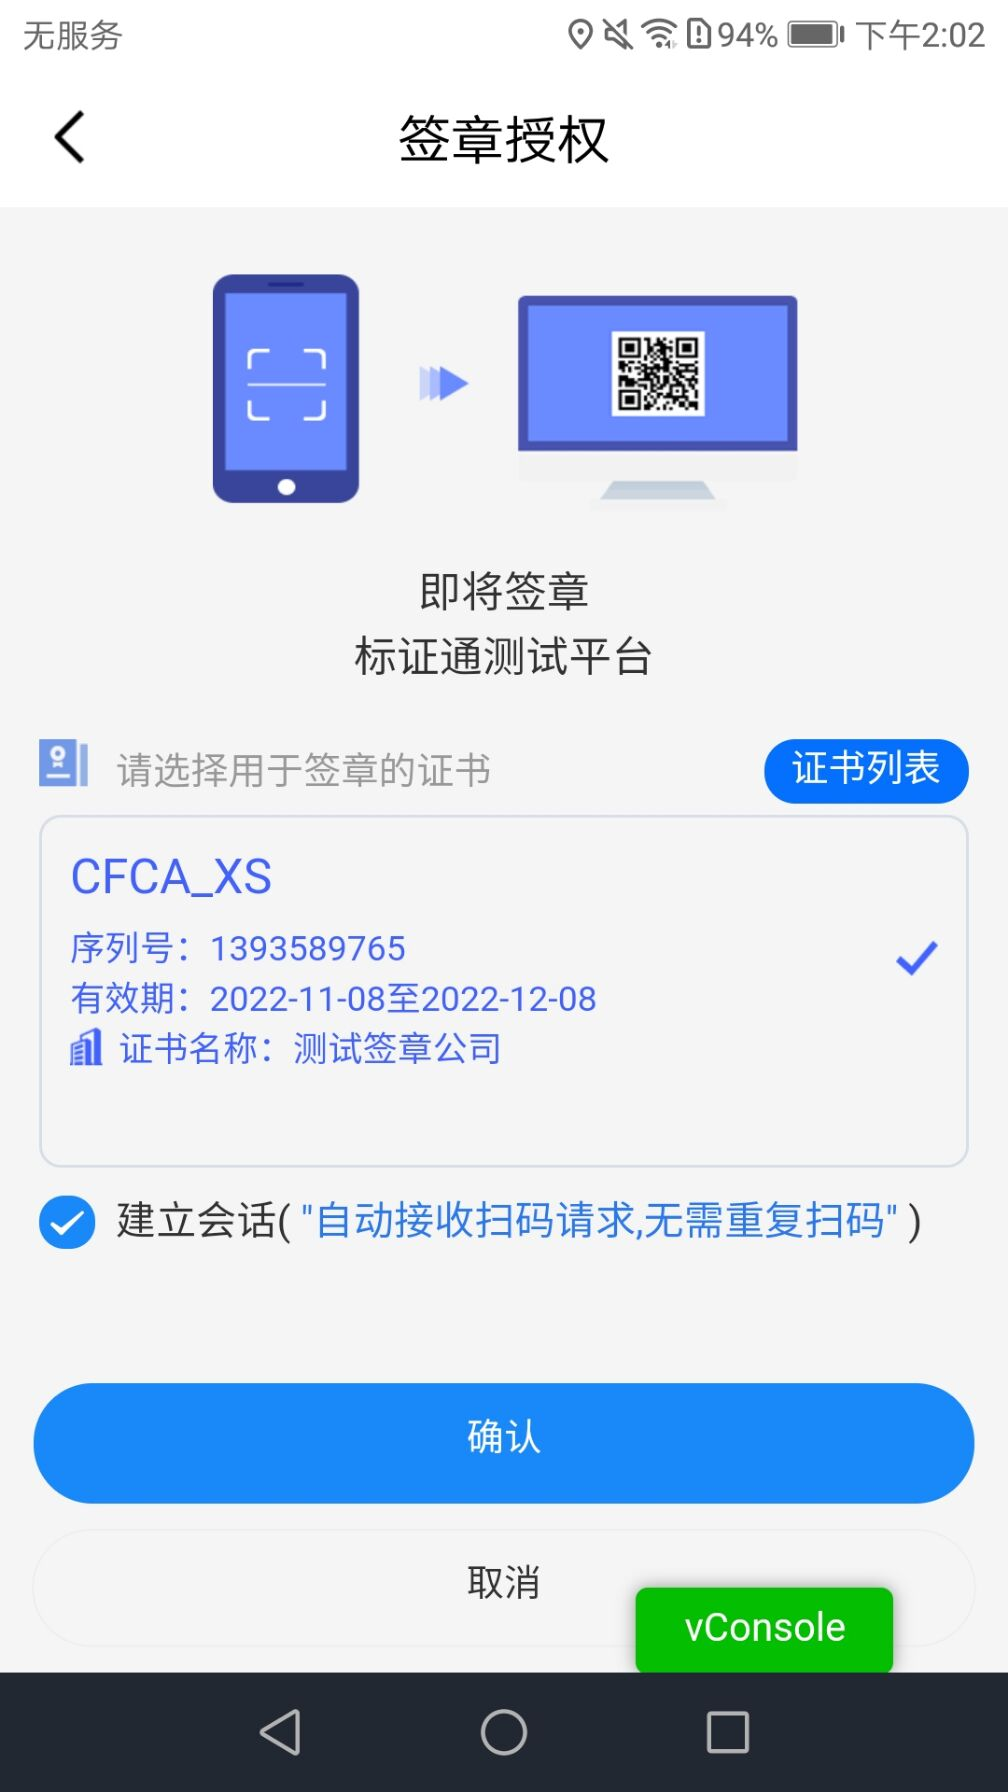 无服务
94% 下午2:02
签章授权
即将签章
标证通测试平台
请选择用于签章的证书
证书列表
CFCA_XS
序列号：1393589765
有效期：2022-11-08至2022-12-08
证书名称：测试签章公司
建立会话( "自动接收扫码请求,无需重复扫码" )
确认
取消
vConsole